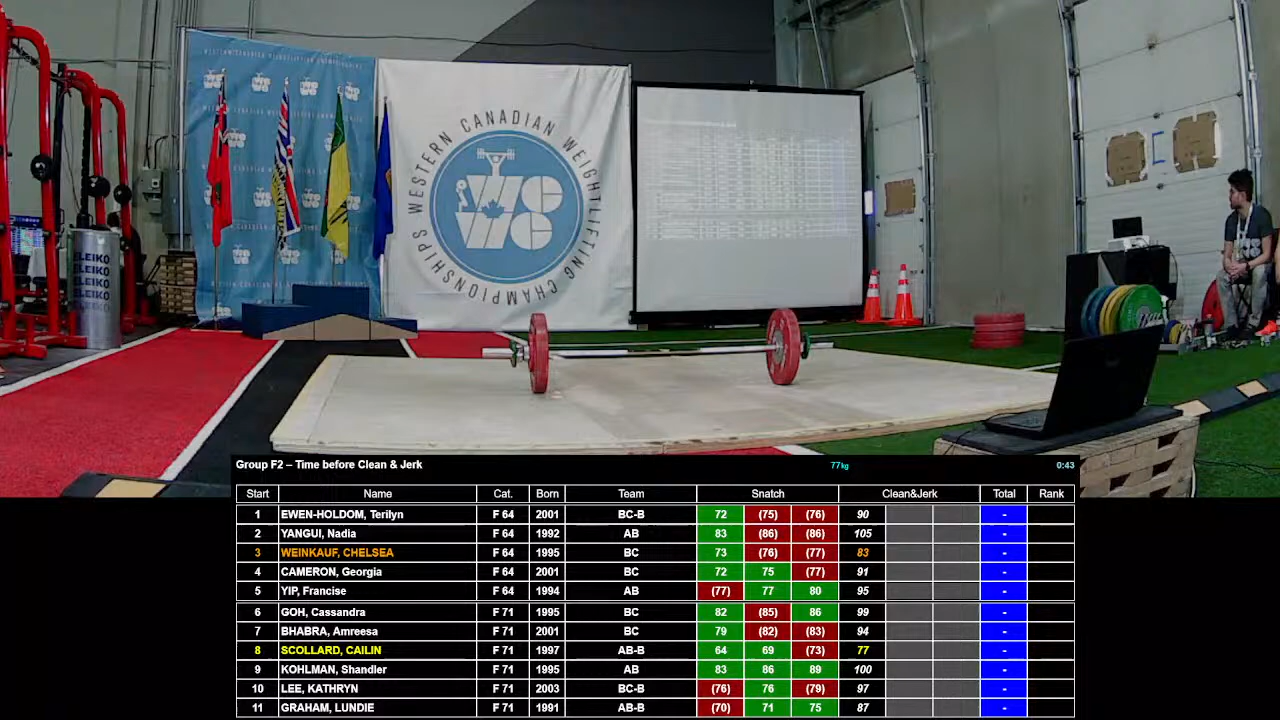 WESTERN CANADIAN WEIGHTLIFTING CHAMPIONSHIPS
WC
WC
ELEIKO
ELEIKO
ELEIKO
ELEIKO
C
Group F2 – Time before Clean & Jerk 77kg 0:43
Start Name Cat. Born Team Snatch Clean&Jerk Total Rank
1 EWEN-HOLDOM, Terilyn F 64 2001 BC-B 72 (75) (76) 90 -
2 YANGUI, Nadia F 64 1992 AB 83 (86) (86) 105 -
3 WEINKAUF, CHELSEA F 64 1995 BC 73 (76) (77) 83 -
4 CAMERON, Georgia F 64 2001 BC 72 75 (77) 91 -
5 YIP, Francise F 64 1994 AB (77) 77 80 95 -
6 GOH, Cassandra F 71 1995 BC 82 (85) 86 99 -
7 BHABRA, Amreesa F 71 2001 BC 79 (82) (83) 94 -
8 SCOLLARD, CAILIN F 71 1997 AB-B 64 69 (73) 77 -
9 KOHLMAN, Shandler F 71 1995 AB 83 86 89 100 -
10 LEE, KATHRYN F 71 2003 BC-B (76) 76 (79) 97 -
11 GRAHAM, LUNDIE F 71 1991 AB-B (70) 71 75 87 -